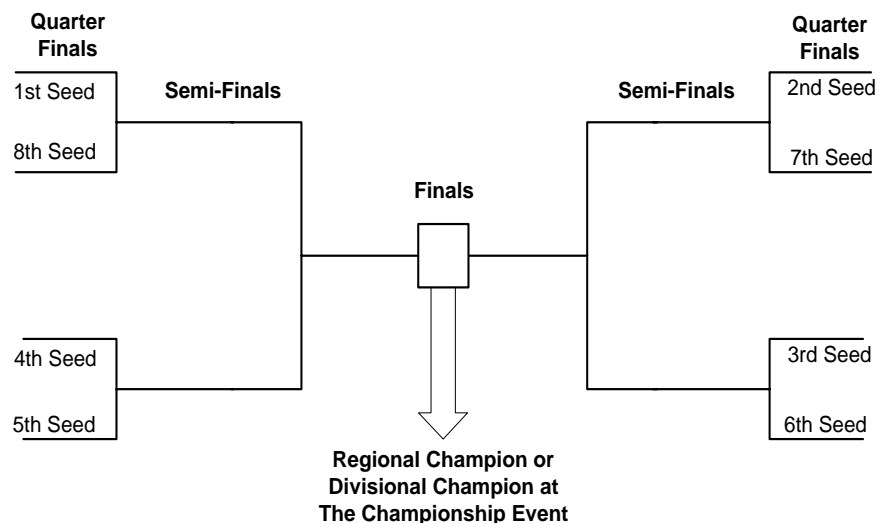 Quarter
Finals
1st Seed
8th Seed
Semi-Finals
4th Seed
5th Seed
Finals
Regional Champion or
Divisional Champion at
The Championship Event
Semi-Finals
Quarter
Finals
2nd Seed
7th Seed
3rd Seed
6th Seed